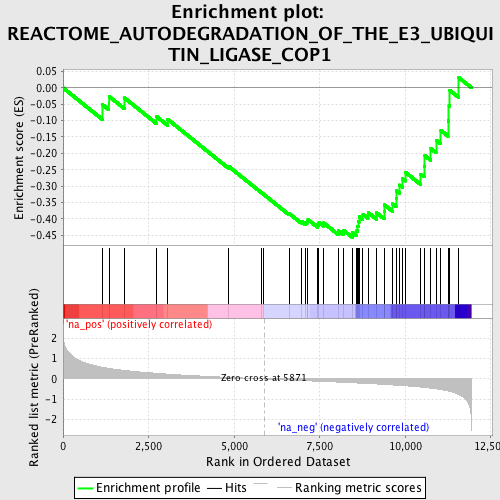 Enrichment plot:
REACTOME_AUTODEGRADATION_OF_THE_E3_UBIQUI
TIN_LIGASE_COP1
Enrichment score (ES)
0.05
0.00
-0.05
-0.10
-0.15
-0.20
-0.25
-0.30
-0.35
-0.40
-0.45
'na_pos' (positively correlated)
Ranked list metric (PreRanked)
2
1
0
-1
-2
Zero cross at 5871
'na_neg' (negatively correlated)
0
2,500
5,000
7,500
10,000
12,500
Rank in Ordered Dataset
Enrichment profile
Hits
Ranking metric scores